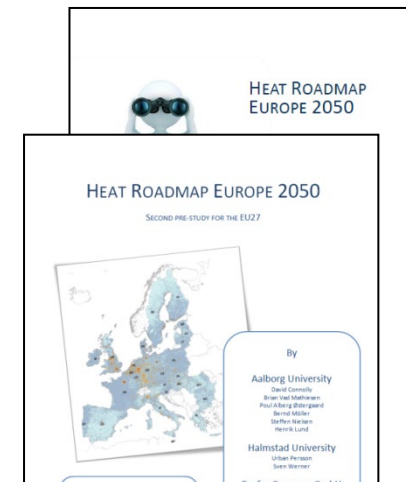 HEAT ROADMAP
EUROPE 2050
HEAT ROADMAP EUROPE 2050
SECOND PRE-STUDY FOR THE EU27
By
Aalborg University
David Connolly
Brian Vad Mathiesen
Poul Alberg Østergaard
Bernd Möller
Steffen Nielsen
Henrik Lund
Halmstad University
Urban Persson
Sven Werner